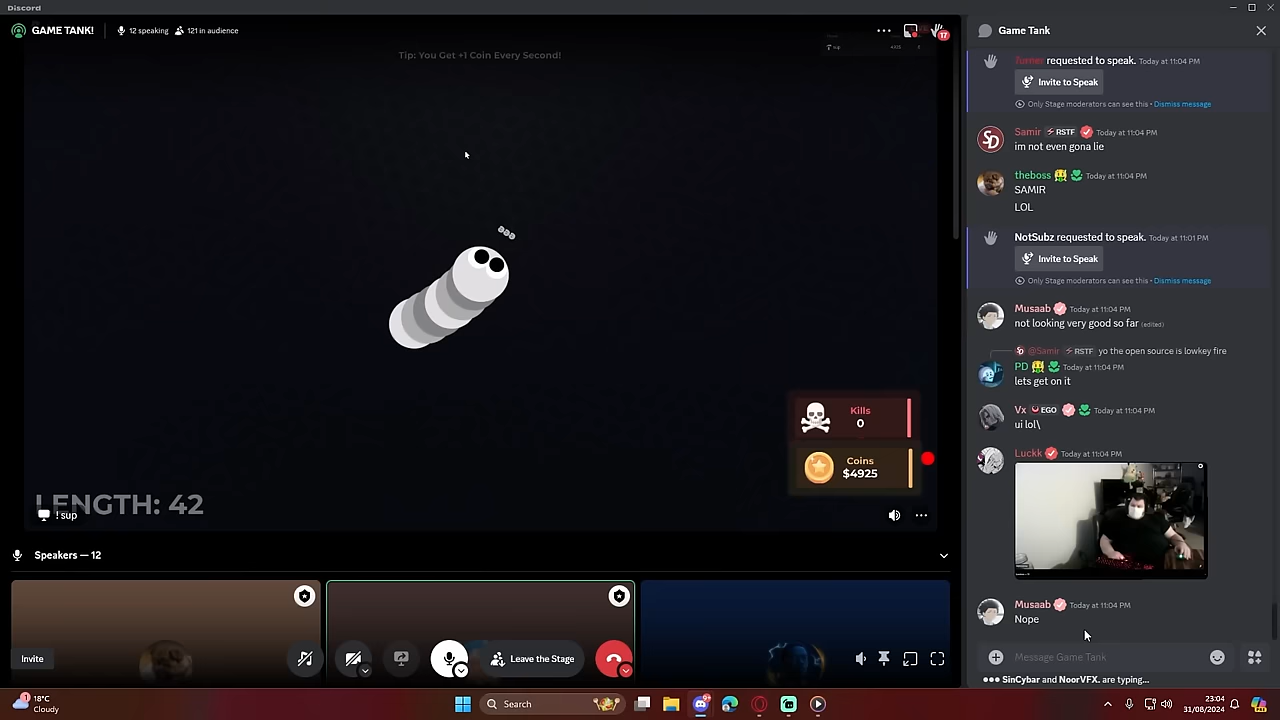 Discord
GAME TANK!
12 speaking
121 in audience
17
Tip: You Get +1 Coin Every Second!
Kills
0
Coins
$4925
LENGTH: 42
! sup
Speakers — 12
Invite
Leave the Stage
Game Tank
requested to speak. Today at 11:04 PM
Invite to Speak
Only Stage moderators can see this • Dismiss message
Samir RSTF Today at 11:04 PM
im not even gona lie
theboss Today at 11:04 PM
SAMIR
LOL
NotSubz requested to speak. Today at 11:01 PM
Invite to Speak
Only Stage moderators can see this • Dismiss message
Musaab Today at 11:04 PM
not looking very good so far (edited)
@Samir RSTF yo the open source is lowkey fire
PD Today at 11:04 PM
lets get on it
Vx EGO Today at 11:04 PM
ui lol\
Luckk Today at 11:04 PM
Musaab Today at 11:04 PM
Nope
Message Game Tank
SinCybar and NoorVFX. are typing...
18°C
Cloudy
Search
23:04
31/08/2024